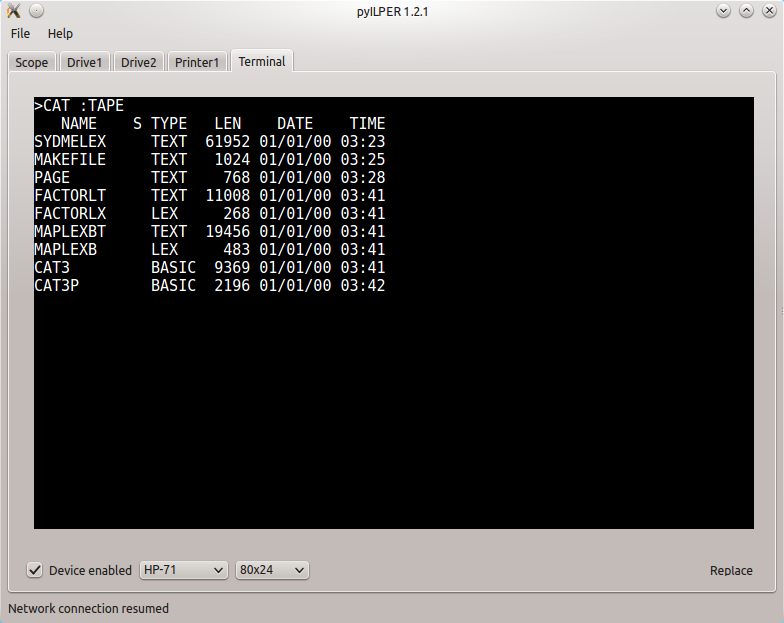 pyILPER 1.2.1
File Help
Scope Drive1 Drive2 Printer1 Terminal
>CAT :TAPE
   NAME    S TYPE   LEN    DATE    TIME
SYDMELEX     TEXT  61952 01/01/00 03:23
MAKEFILE     TEXT   1024 01/01/00 03:25
PAGE         TEXT    768 01/01/00 03:28
FACTORLT     TEXT  11008 01/01/00 03:41
FACTORLX     LEX     268 01/01/00 03:41
MAPLEXBT     TEXT  19456 01/01/00 03:41
MAPLEXB      LEX     483 01/01/00 03:41
CAT3         BASIC  9369 01/01/00 03:41
CAT3P        BASIC  2196 01/01/00 03:42
Device enabled HP-71 80x24 Replace
Network connection resumed